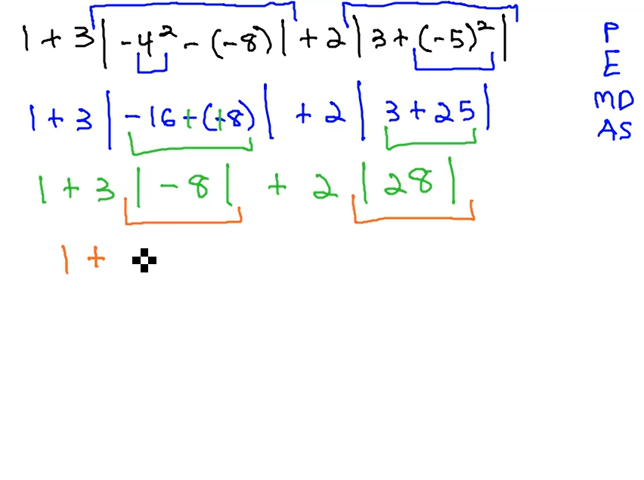 1 + 3|-4² - (-8)| + 2|3 + (-5)²|
1 + 3|-16 + (+8)| + 2|3 + 25|
1 + 3|-8| + 2|28|
1 +
P
E
MD
AS